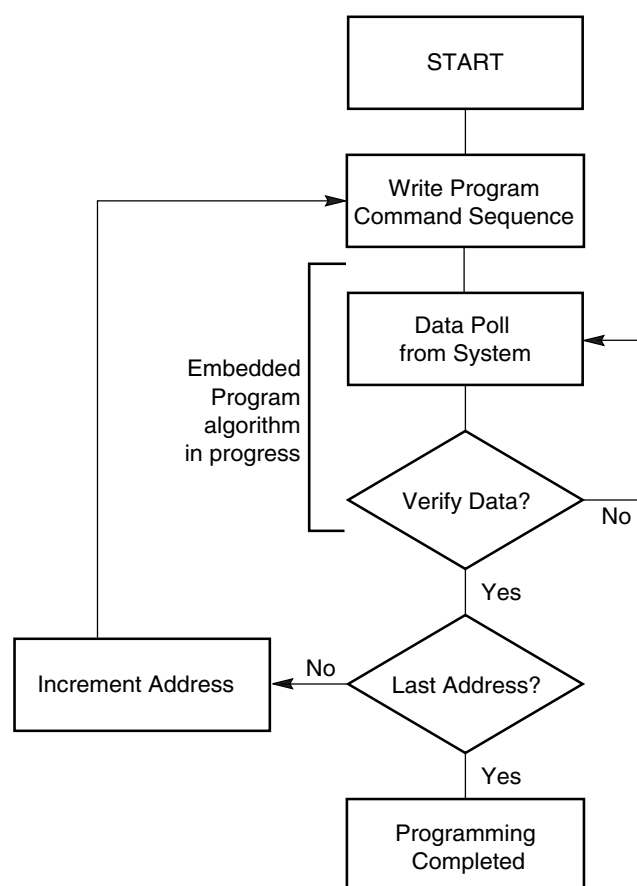 START
Write Program
Command Sequence
Data Poll
from System
Embedded
Program
algorithm
in progress
Verify Data?
No
Yes
Last Address?
No
Increment Address
Yes
Programming
Completed